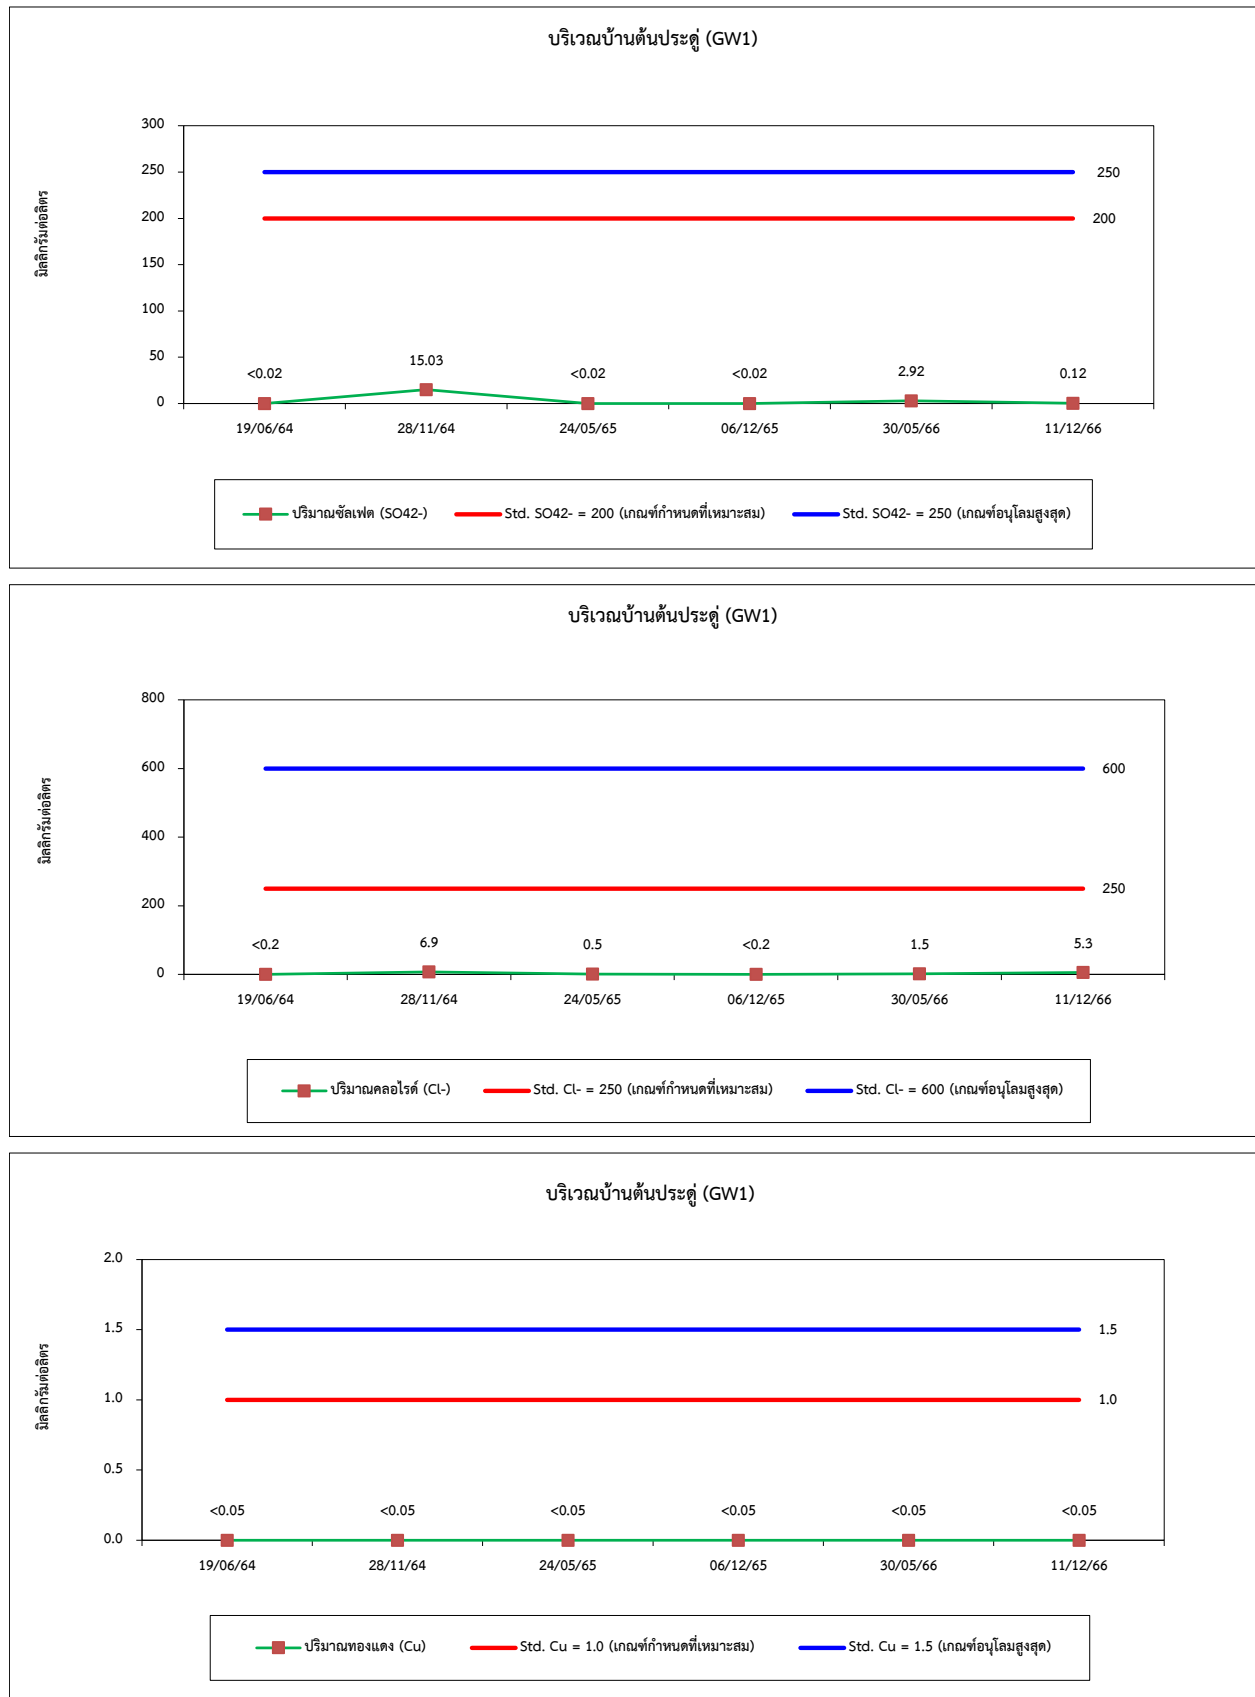 บริเวณบ้านต้นประดู่ (GW1)
มิลลิกรัมต่อลิตร
300
250
200
150
100
50
0
250
200
<0.02 15.03 <0.02 <0.02 2.92 0.12
19/06/64 28/11/64 24/05/65 06/12/65 30/05/66 11/12/66
ปริมาณซัลเฟต (SO42-) Std. SO42- = 200 (เกณฑ์กำหนดที่เหมาะสม) Std. SO42- = 250 (เกณฑ์อนุโลมสูงสุด)
บริเวณบ้านต้นประดู่ (GW1)
มิลลิกรัมต่อลิตร
800
600
400
200
0
600
250
<0.2 6.9 0.5 <0.2 1.5 5.3
19/06/64 28/11/64 24/05/65 06/12/65 30/05/66 11/12/66
ปริมาณคลอไรด์ (Cl-) Std. Cl- = 250 (เกณฑ์กำหนดที่เหมาะสม) Std. Cl- = 600 (เกณฑ์อนุโลมสูงสุด)
บริเวณบ้านต้นประดู่ (GW1)
มิลลิกรัมต่อลิตร
2.0
1.5
1.0
0.5
0.0
1.5
1.0
<0.05 <0.05 <0.05 <0.05 <0.05 <0.05
19/06/64 28/11/64 24/05/65 06/12/65 30/05/66 11/12/66
ปริมาณทองแดง (Cu) Std. Cu = 1.0 (เกณฑ์กำหนดที่เหมาะสม) Std. Cu = 1.5 (เกณฑ์อนุโลมสูงสุด)